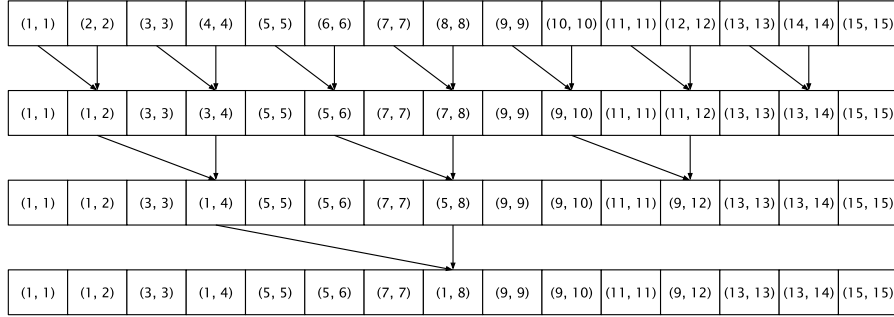 (1, 1) (2, 2) (3, 3) (4, 4) (5, 5) (6, 6) (7, 7) (8, 8) (9, 9) (10, 10) (11, 11) (12, 12) (13, 13) (14, 14) (15, 15)
(1, 1) (1, 2) (3, 3) (3, 4) (5, 5) (5, 6) (7, 7) (7, 8) (9, 9) (9, 10) (11, 11) (11, 12) (13, 13) (13, 14) (15, 15)
(1, 1) (1, 2) (3, 3) (1, 4) (5, 5) (5, 6) (7, 7) (5, 8) (9, 9) (9, 10) (11, 11) (9, 12) (13, 13) (13, 14) (15, 15)
(1, 1) (1, 2) (3, 3) (1, 4) (5, 5) (5, 6) (7, 7) (1, 8) (9, 9) (9, 10) (11, 11) (9, 12) (13, 13) (13, 14) (15, 15)